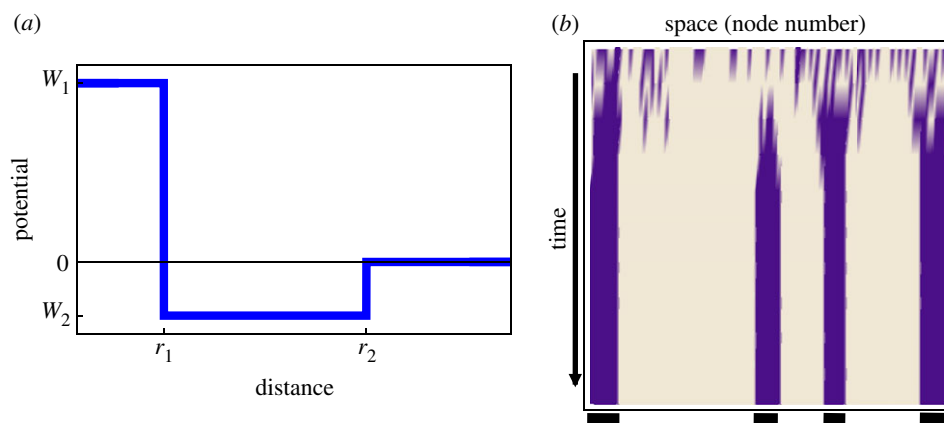 (a)
W₁
potential
0
W₂
r₁
r₂
distance
(b)
space (node number)
time